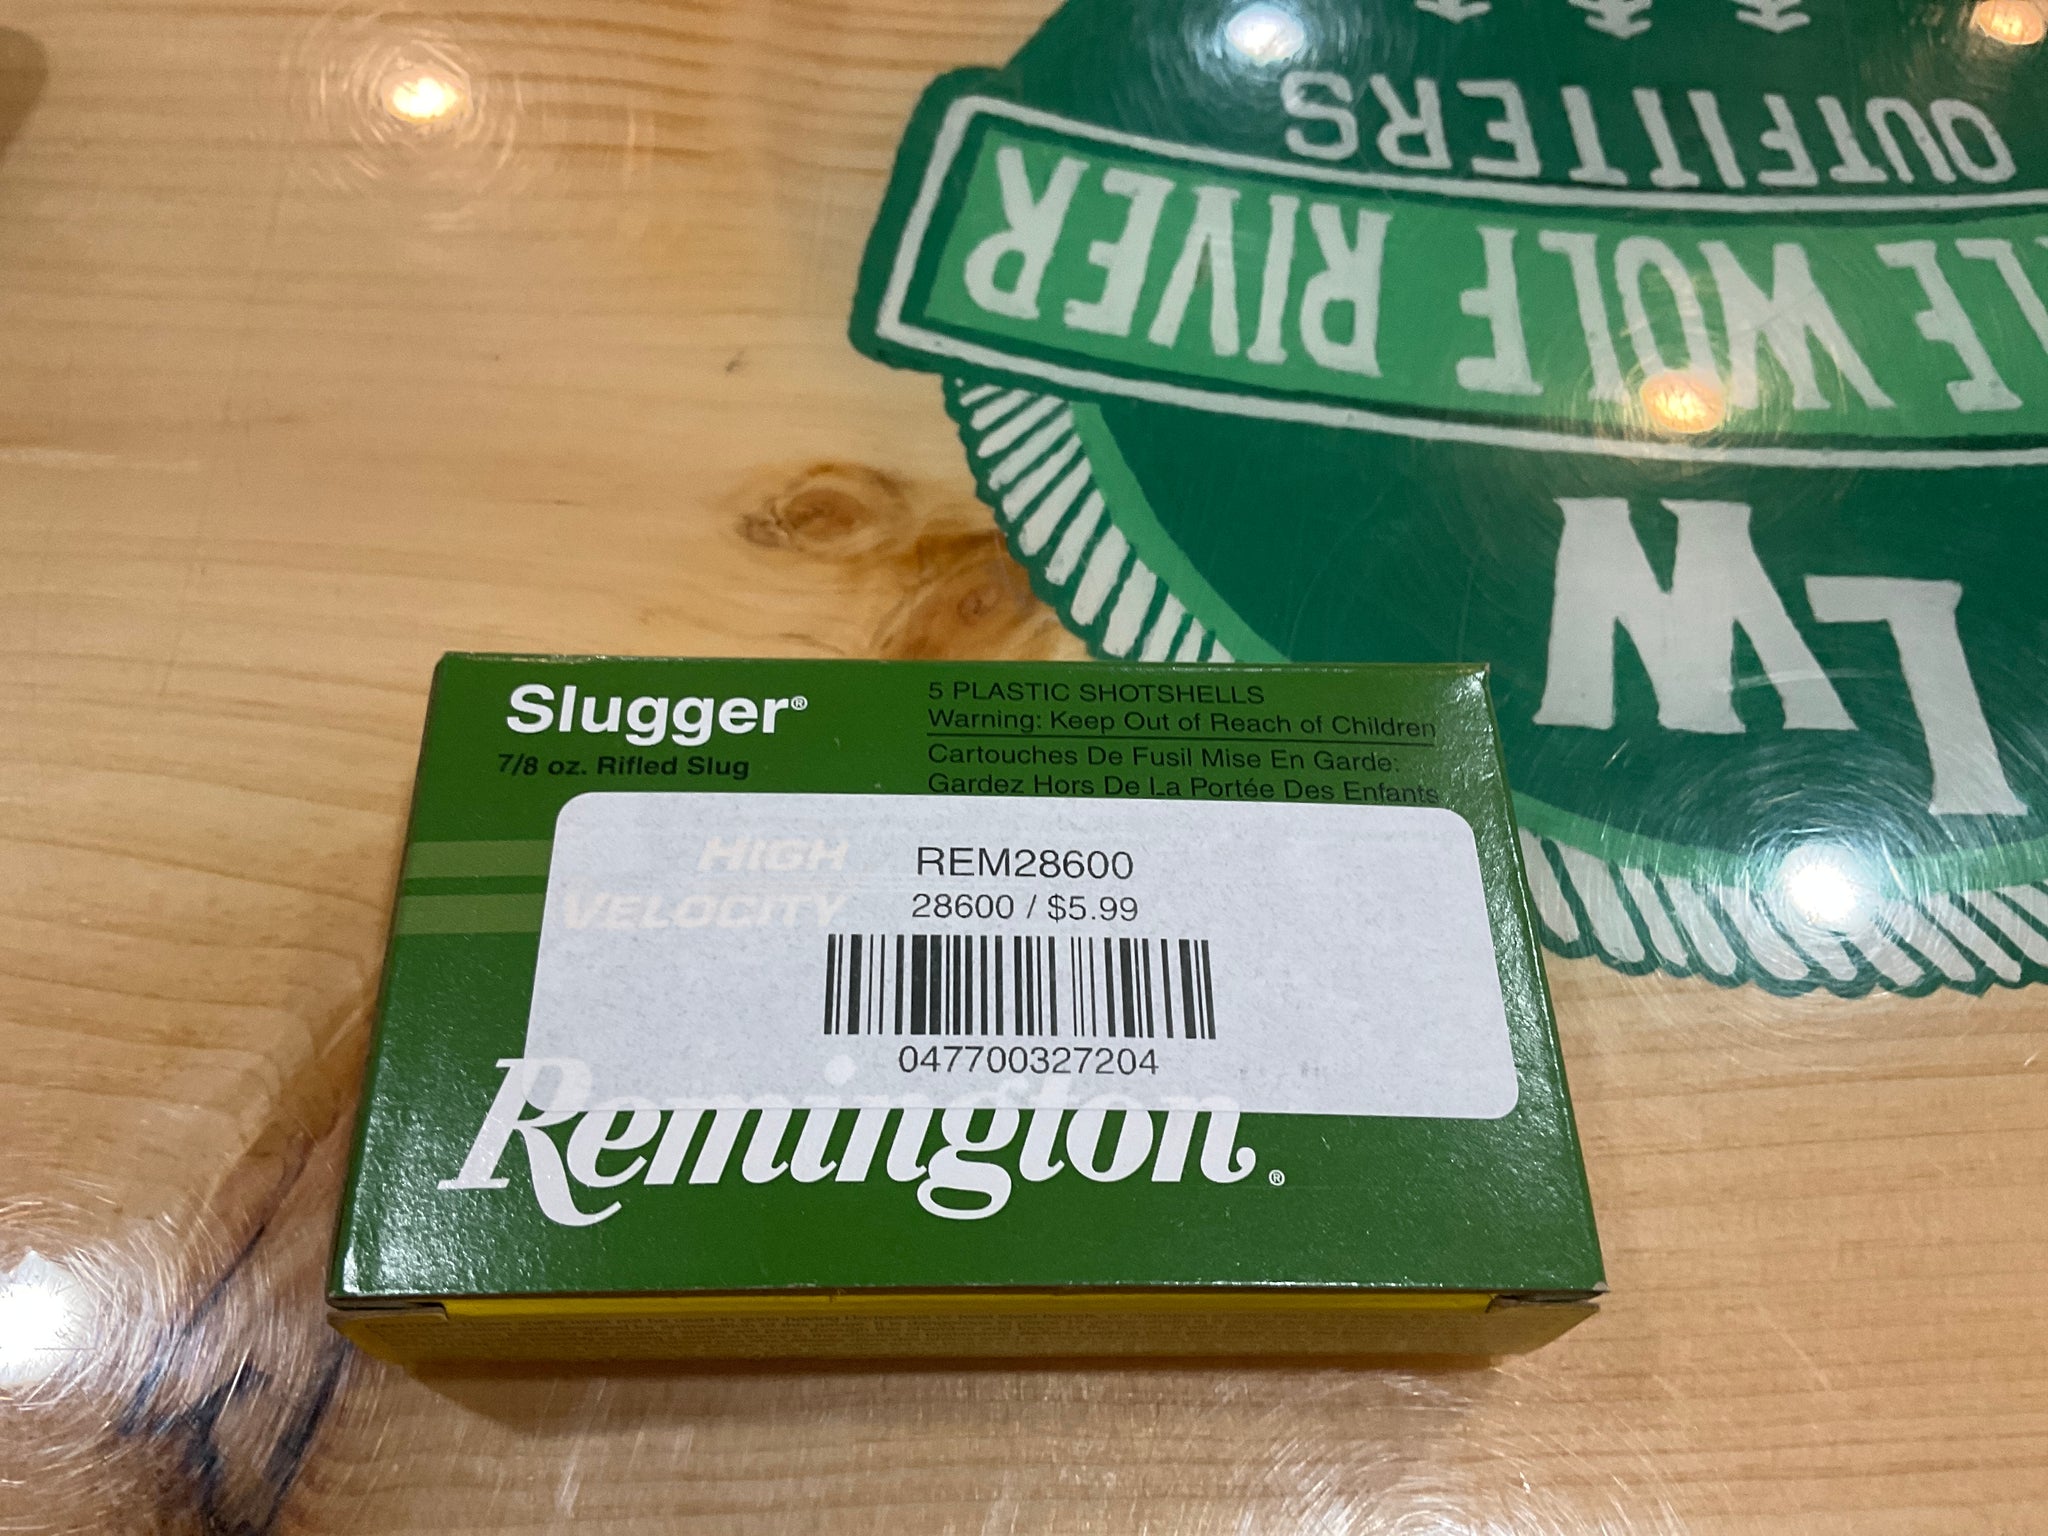 OUTFITTERS
LE WOLF RIVER
LW
Slugger®
7/8 oz. Rifled Slug
5 PLASTIC SHOTSHELLS
Warning: Keep Out of Reach of Children
Cartouches De Fusil Mise En Garde:
Gardez Hors De La Portée Des Enfants
HIGH
VELOCITY
REM28600
28600 / $5.99
047700327204
Remington®